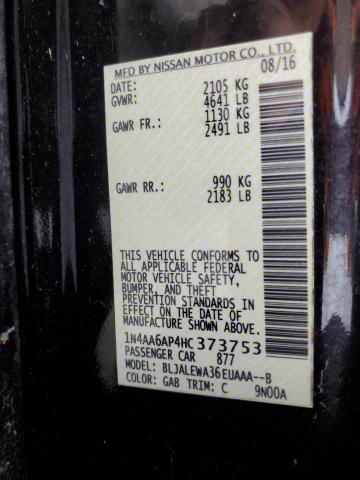 MFD BY NISSAN MOTOR CO., LTD.
DATE: 08/16
GVWR: 2105 KG
4641 LB
GAWR FR.: 1130 KG
2491 LB
GAWR RR.: 990 KG
2183 LB
THIS VEHICLE CONFORMS TO
ALL APPLICABLE FEDERAL
MOTOR VEHICLE SAFETY,
BUMPER, AND THEFT
PREVENTION STANDARDS IN
EFFECT ON THE DATE OF
MANUFACTURE SHOWN ABOVE.
1N4AA6AP4HC373753
PASSENGER CAR 877
MODEL: BLJALEWA36EUAAA--B
COLOR: GAB TRIM: C 9N00A